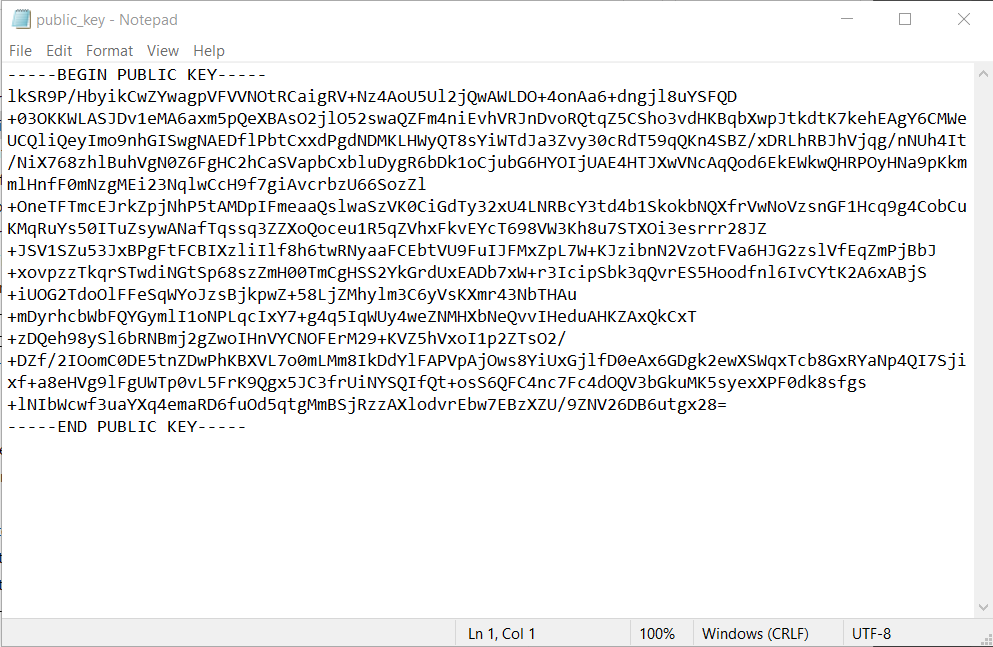 public_key - Notepad
File Edit Format View Help
-----BEGIN PUBLIC KEY-----
lkSR9P/HbyikCwZYwagpVFVVNOtRCaigRV+Nz4AoU5Ul2jQwAWLDO+4onAa6+dngjl8uYSFQD
+03OKKWLASJDv1eMA6axm5pQeXBAsO2jlO52swaQZFm4niEvhVRJnDvoRQtqZ5CSho3vdHKBqbXwpJtkdtK7kehEAgY6CMWe
UCQliQeyImo9nhGISwgNAEDflPbtCxxdPgdNDMKLHWyQT8sYiWTdJa3Zvy30cRdT59qQKn4SBZ/xDRLhRBJhVjqg/nNUh4It
/NiX768zhlBuhVgN0Z6FgHC2hCaSVapbCxbluDygR6bDk1oCjubG6HYOIjUAE4HTJXwVNcAqQod6EkEWkwQHRPOyHNa9pKkm
mlHnfF0mNzgMEi23NqlwCcH9f7giAvcrbzU66SozZl
+OneTFTmcEJrkZpjNhP5tAMDpIFmeaaQslwaSzVK0CiGdTy32xU4LNRBcY3td4b1SkokbNQXfrVwNoVzsnGF1Hcq9g4CobCu
KMqRuYs50ITuZsywANafTqssq3ZZXoQoceu1R5qZVhxFkvEYcT698VW3Kh8u7STXOi3esrrr28JZ
+JSV1SZu53JxBPgFtFCBIXzliIlf8h6twRNyaaFCEbtVU9FuIJFMxZpL7W+KJzibnN2VzotFVa6HJG2zslVfEqZmPjBbJ
+xovpzzTkqrSTwdiNGtSp68szZmH00TmCgHSS2YkGrdUxEADb7xW+r3IcipSbk3qQvrES5Hoodfnl6IvCYtK2A6xABjS
+iUOG2TdoOlFFeSqWYoJzsBjkpwZ+58LjZMhylm3C6yVsKXmr43NbTHAu
+mDyrhcbWbFQYGymlI1oNPLqcIxY7+g4q5IqWUy4weZNMHXbNeQvvIHeduAHKZAxQkCxT
+zDQeh98ySl6bRNBmj2gZwoIHnVYCNOFErM29+KVZ5hVxoI1p2ZTsO2/
+DZf/2IOomC0DE5tnZDwPhKBXVL7o0mLMm8IkDdYlFAPVpAjOws8YiUxGjlfD0eAx6GDgk2ewXSWqxTcb8GxRYaNp4QI7Sji
xf+a8eHVg9lFgUWTp0vL5FrK9Qgx5JC3frUiNYSQIfQt+osS6QFC4nc7Fc4dOQV3bGkuMK5syexXPF0dk8sfgs
+lNIbWcwf3uaYXq4emaRD6fuOd5qtgMmBSjRzzAXlodvrEbw7EBzXZU/9ZNV26DB6utgx28=
-----END PUBLIC KEY-----
Ln 1, Col 1 100% Windows (CRLF) UTF-8